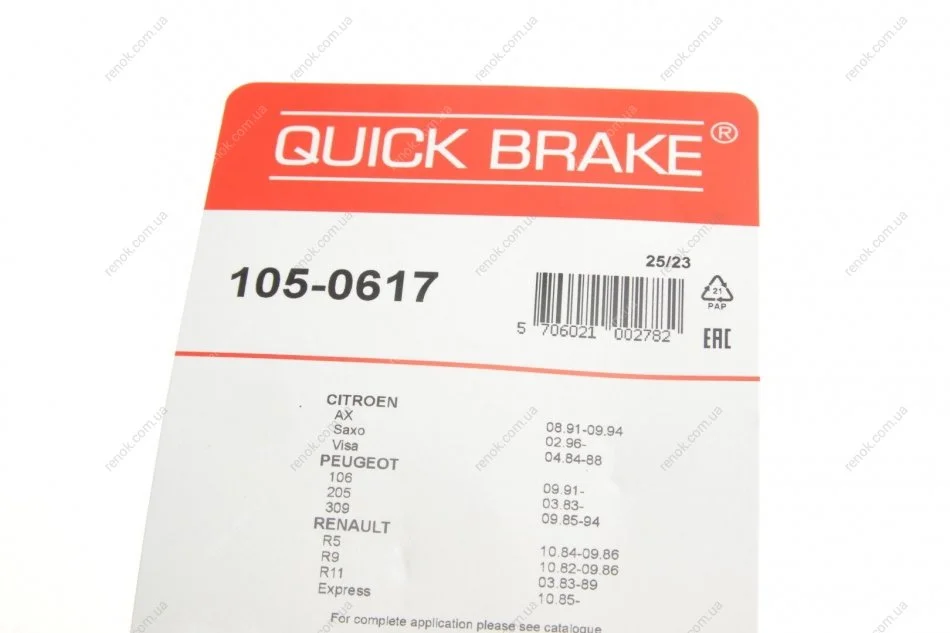 QUICK BRAKE®
105-0617
25/23
5 706021 002782
21
PAP
EAC
CITROEN
AX 08.91-09.94
Saxo 02.96-
Visa 04.84-88
PEUGEOT
106 09.91-
205 03.83-
309 09.85-94
RENAULT
R5 10.84-09.86
R9 10.82-09.86
R11 03.83-89
Express 10.85-
For complete application please see catalogue
renok.com.ua